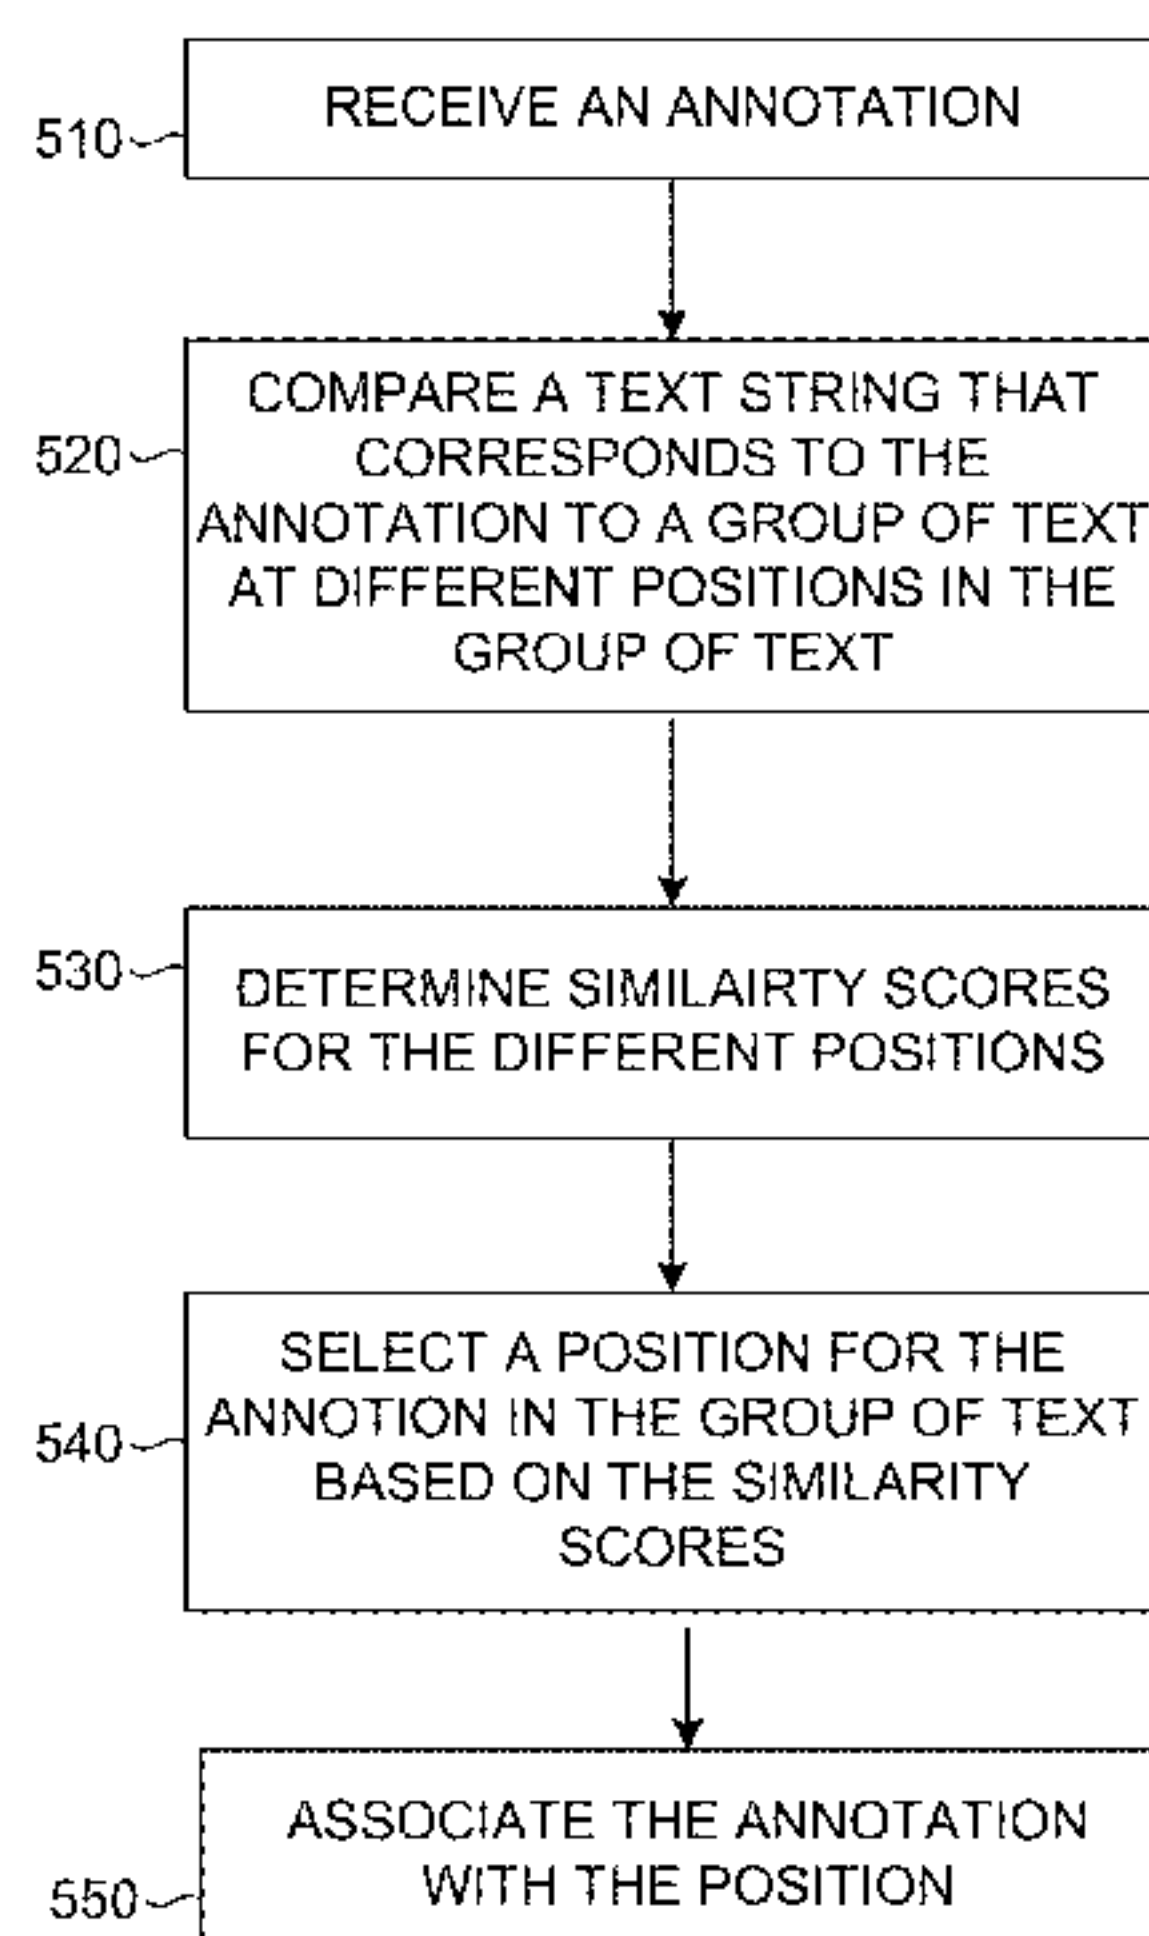 RECEIVE AN ANNOTATION
510
COMPARE A TEXT STRING THAT
CORRESPONDS TO THE
ANNOTATION TO A GROUP OF TEXT
AT DIFFERENT POSITIONS IN THE
GROUP OF TEXT
520
DETERMINE SIMILAIRTY SCORES
FOR THE DIFFERENT POSITIONS
530
SELECT A POSITION FOR THE
ANNOTION IN THE GROUP OF TEXT
BASED ON THE SIMILARITY
SCORES
540
ASSOCIATE THE ANNOTATION
WITH THE POSITION
550